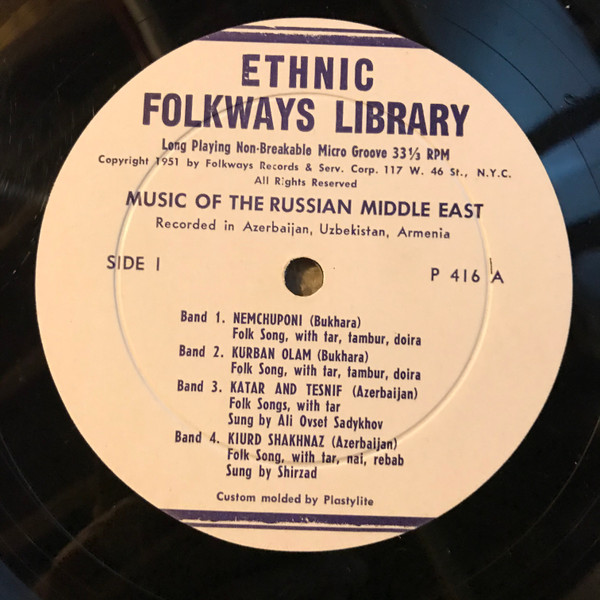 ETHNIC
FOLKWAYS LIBRARY
Long Playing Non-Breakable Micro Groove 33⅓ RPM
Copyright 1951 by Folkways Records & Serv. Corp. 117 W. 46 St., N.Y.C.
All Rights Reserved
MUSIC OF THE RUSSIAN MIDDLE EAST
Recorded in Azerbaijan, Uzbekistan, Armenia
SIDE I
P 416 A
Band 1. NEMCHUPONI (Bukhara)
Folk Song, with tar, tambur, doira
Band 2. KURBAN OLAM (Bukhara)
Folk Song, with tar, tambur, doira
Band 3. KATAR AND TESNIF (Azerbaijan)
Folk Songs, with tar
Sung by Ali Ovset Sadykhov
Band 4. KIURD SHAKHNAZ (Azerbaijan)
Folk Song, with tar, nai, rebab
Sung by Shirzad
Custom molded by Plastylite